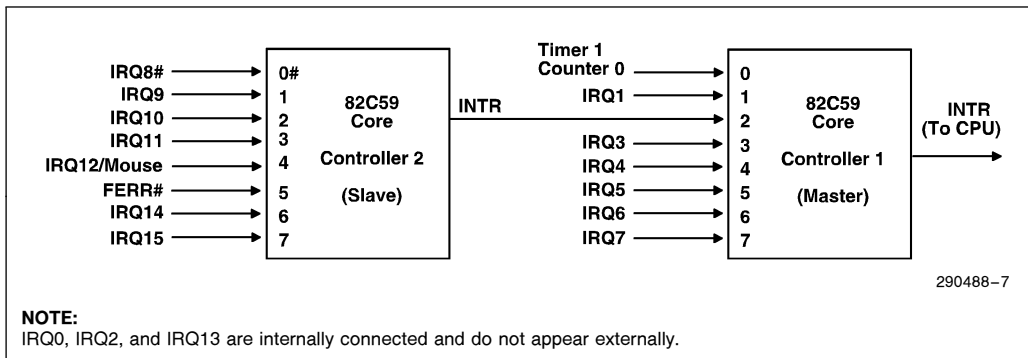 IRQ8#
IRQ9
IRQ10
IRQ11
IRQ12/Mouse
FERR#
IRQ14
IRQ15
0#
1
2
3
4
5
6
7
82C59
Core
Controller 2
(Slave)
INTR
Timer 1
Counter 0
IRQ1
IRQ3
IRQ4
IRQ5
IRQ6
IRQ7
0
1
2
3
4
5
6
7
82C59
Core
Controller 1
(Master)
INTR
(To CPU)
290488–7
NOTE:
IRQ0, IRQ2, and IRQ13 are internally connected and do not appear externally.